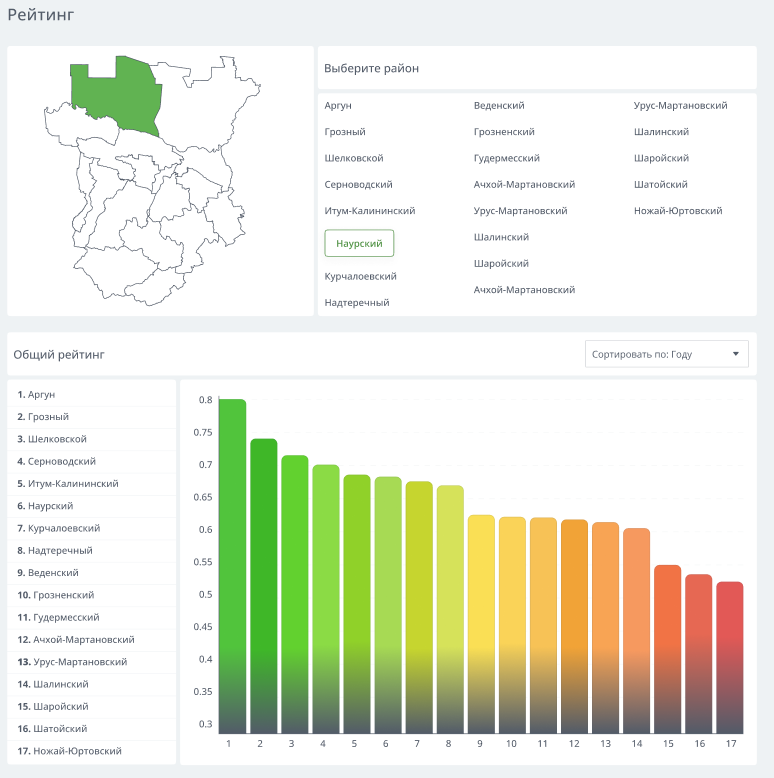 Рейтинг
Выберите район
Аргун
Грозный
Шелковской
Серноводский
Итум-Калининский
Наурский
Курчалоевский
Надтеречный
Веденский
Грозненский
Гудермесский
Ачхой-Мартановский
Урус-Мартановский
Шалинский
Шаройский
Ачхой-Мартановский
Урус-Мартановский
Шалинский
Шаройский
Шатойский
Ножай-Юртовский
Общий рейтинг
Сортировать по: Году
1. Аргун
2. Грозный
3. Шелковской
4. Серноводский
5. Итум-Калининский
6. Наурский
7. Курчалоевский
8. Надтеречный
9. Веденский
10. Грозненский
11. Гудермесский
12. Ачхой-Мартановский
13. Урус-Мартановский
14. Шалинский
15. Шаройский
16. Шатойский
17. Ножай-Юртовский
0.8
0.75
0.7
0.65
0.6
0.55
0.5
0.45
0.4
0.35
0.3
1 2 3 4 5 6 7 8 9 10 11 12 13 14 15 16 17